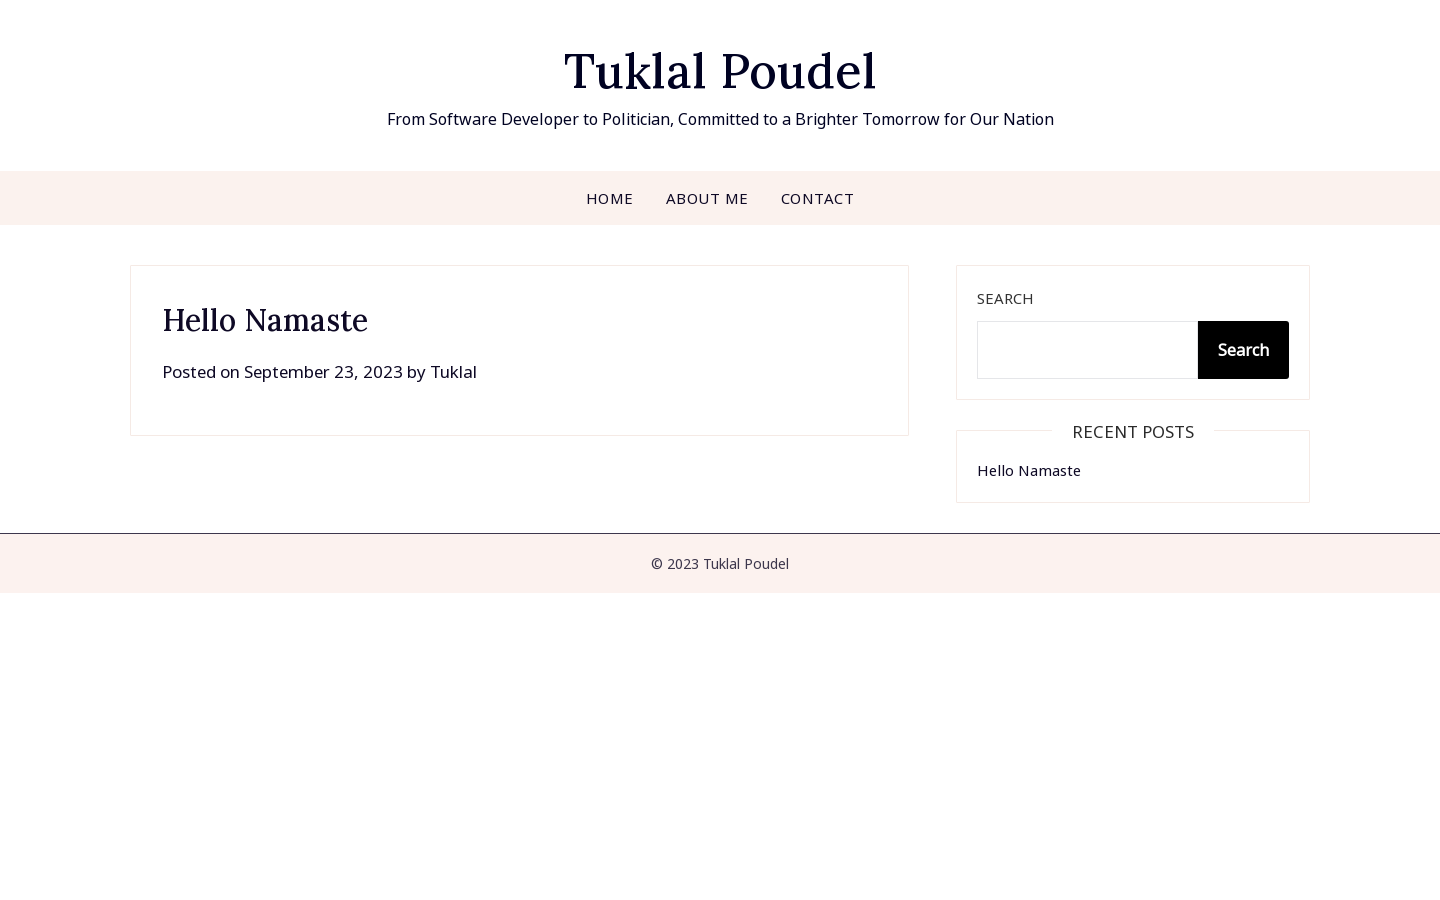 Tuklal Poudel
From Software Developer to Politician, Committed to a Brighter Tomorrow for Our Nation
HOME ABOUT ME CONTACT
Hello Namaste
Posted on September 23, 2023 by Tuklal
SEARCH
Search
RECENT POSTS
Hello Namaste
© 2023 Tuklal Poudel